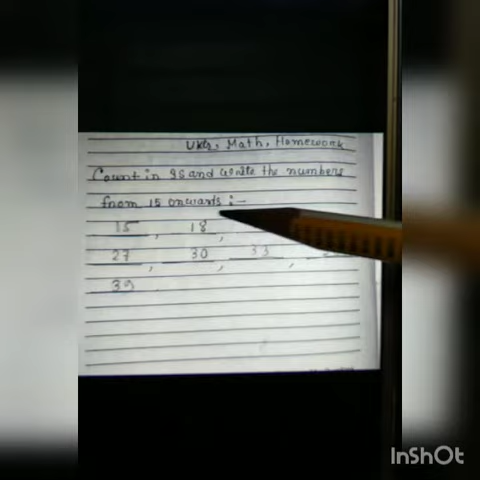 UKG, Math, Homework
Count in 3s and write the numbers
from 15 onwards :-
15, 18,
27, 30, 33,
39
InShOt